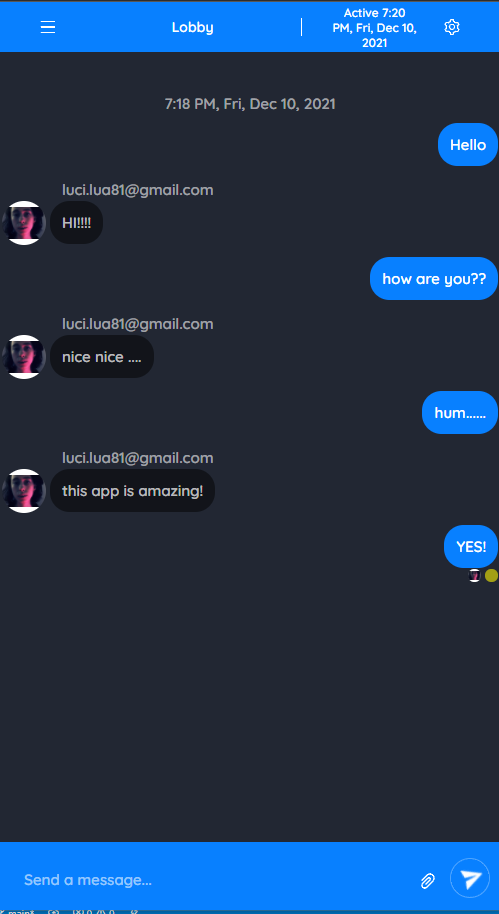 Lobby
Active 7:20
PM, Fri, Dec 10,
2021
7:18 PM, Fri, Dec 10, 2021
Hello
luci.lua81@gmail.com
HI!!!!
how are you??
luci.lua81@gmail.com
nice nice ....
hum......
luci.lua81@gmail.com
this app is amazing!
YES!
Send a message...